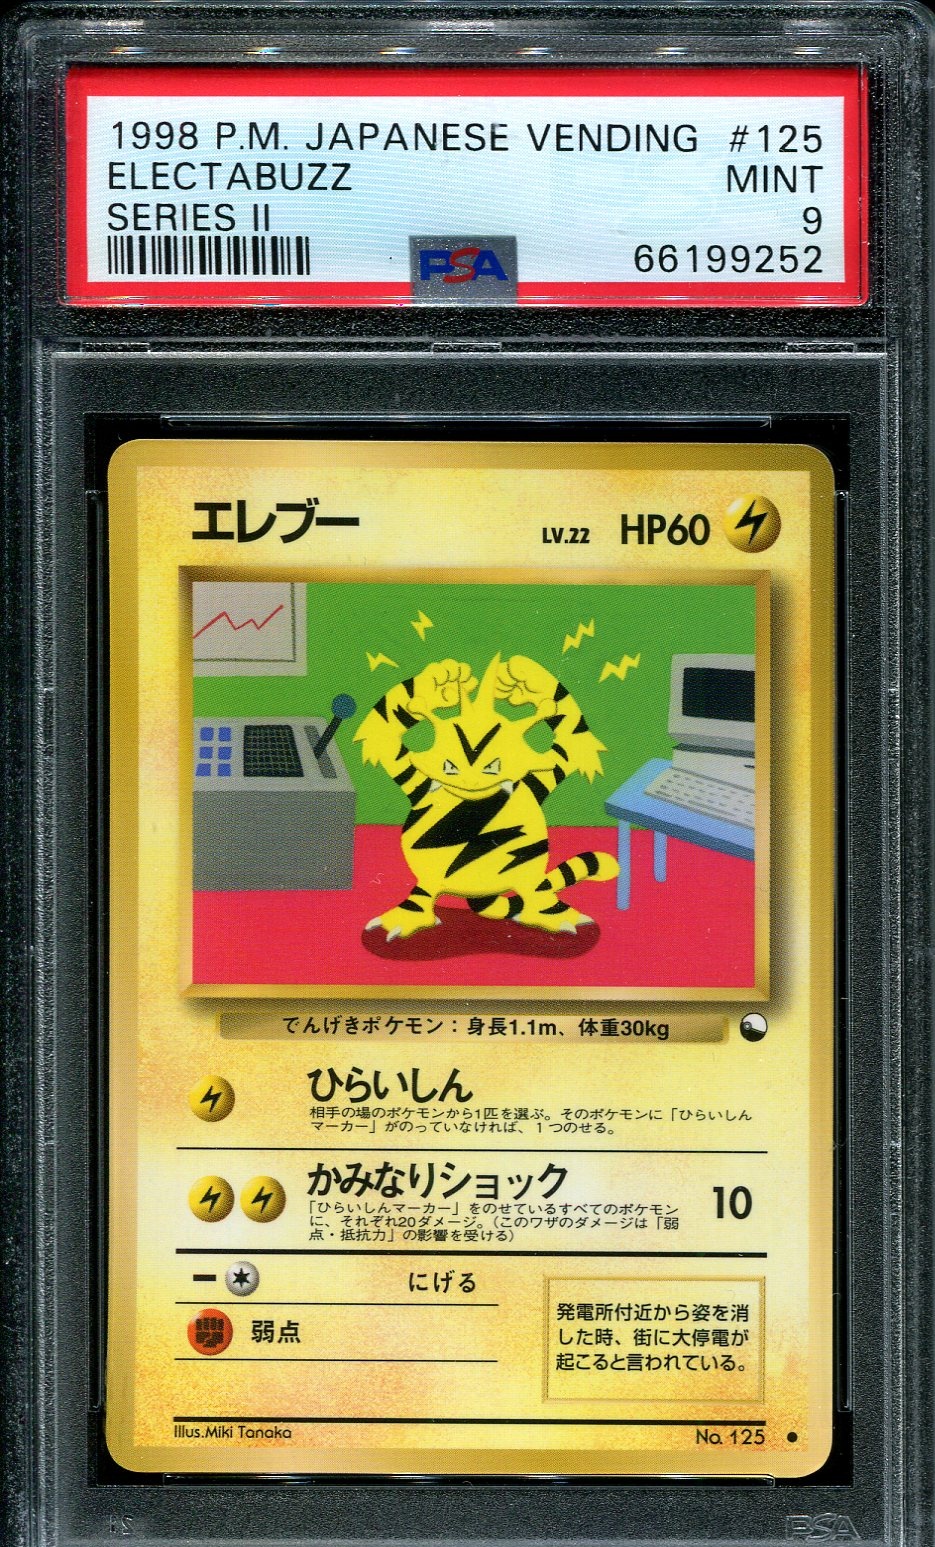 1998 P.M. JAPANESE VENDING #125
ELECTABUZZ MINT
SERIES II 9
PSA 66199252
エレブー LV.22 HP60
でんげきポケモン：身長1.1m、体重30kg
ひらいしん
相手の場のポケモンから1匹を選ぶ。そのポケモンに「ひらいしん
マーカー」がのっていなければ、1つのせる。
かみなりショック 10
「ひらいしんマーカー」をのせているすべてのポケモン
に、それぞれ20ダメージ。（このワザのダメージは「弱
点・抵抗力」の影響を受ける）
にげる
弱点
発電所付近から姿を消
した時、街に大停電が
起こると言われている。
Illus.Miki Tanaka No. 125
PSA